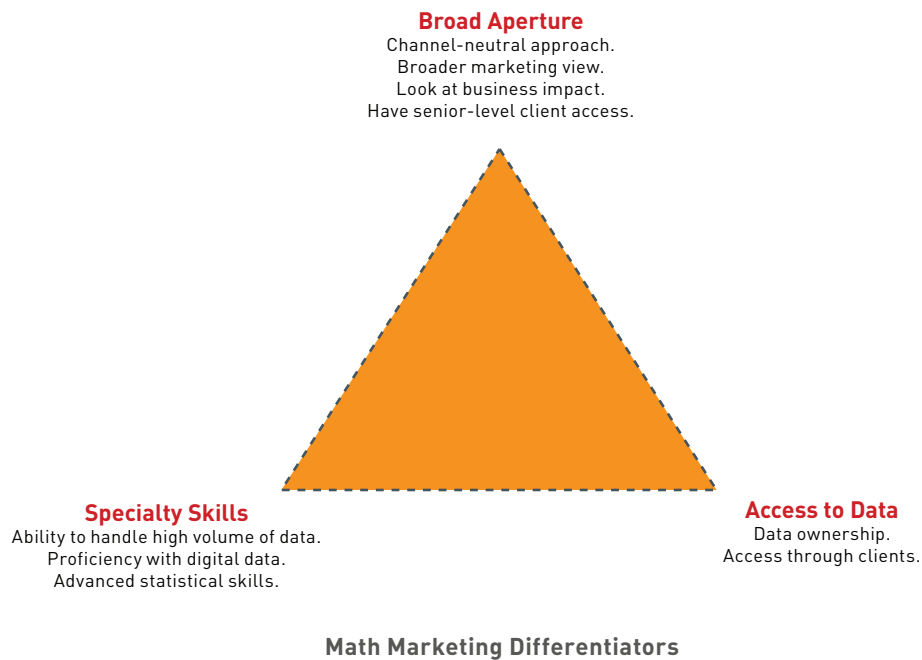 Broad Aperture
Channel-neutral approach.
Broader marketing view.
Look at business impact.
Have senior-level client access.
Specialty Skills
Ability to handle high volume of data.
Proficiency with digital data.
Advanced statistical skills.
Access to Data
Data ownership.
Access through clients.
Math Marketing Differentiators